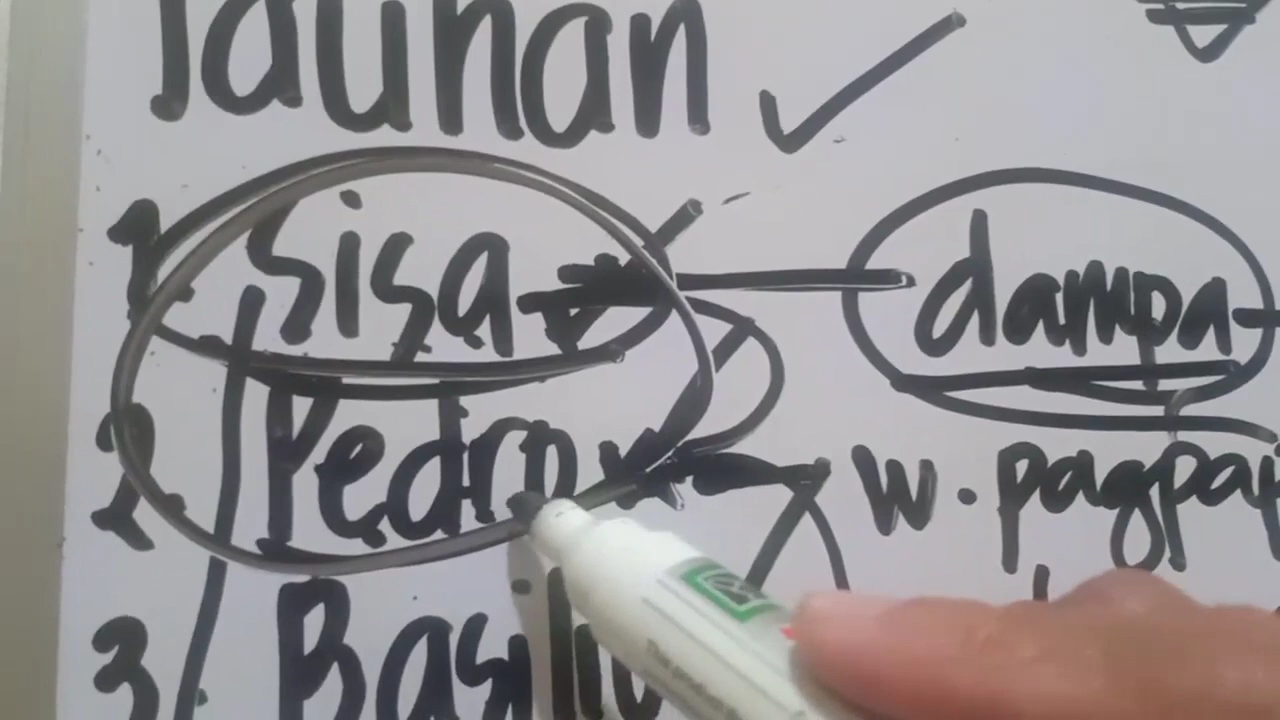 Tauhan
1. Sisa dampa
2. Pedro w. pagpa
3. Basilio